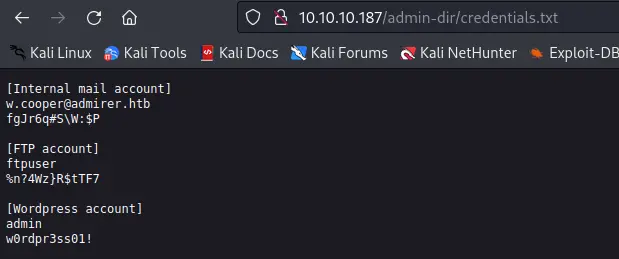 10.10.10.187/admin-dir/credentials.txt
Kali Linux Kali Tools Kali Docs Kali Forums Kali NetHunter Exploit-DB
[Internal mail account]
w.cooper@admirer.htb
fgJr6q#S\W:$P
[FTP account]
ftpuser
%n?4Wz}R$tTF7
[Wordpress account]
admin
w0rdpr3ss01!